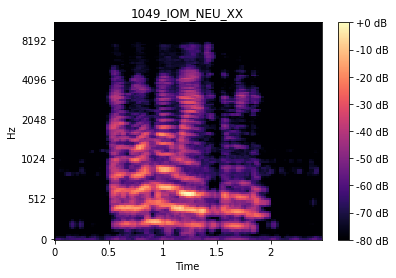 1049_IOM_NEU_XX
Hz
8192
4096
2048
1024
512
0
0
0.5
1
1.5
2
Time
+0 dB
-10 dB
-20 dB
-30 dB
-40 dB
-50 dB
-60 dB
-70 dB
-80 dB